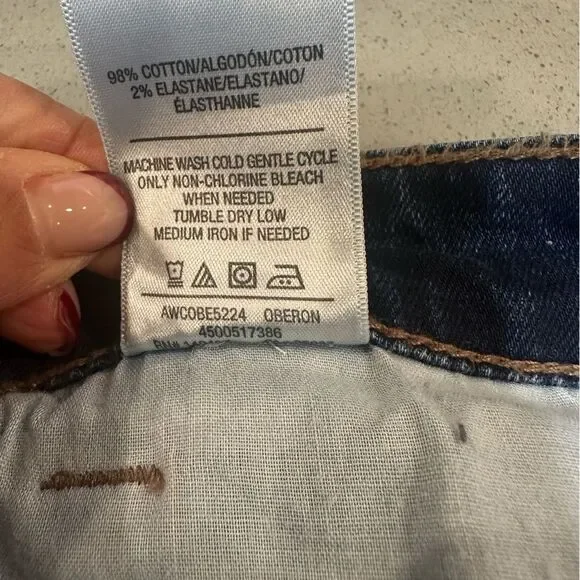 98% COTTON/ALGODÓN/COTON
2% ELASTANE/ELASTANO/
ÉLASTHANNE
MACHINE WASH COLD GENTLE CYCLE
ONLY NON-CHLORINE BLEACH
WHEN NEEDED
TUMBLE DRY LOW
MEDIUM IRON IF NEEDED
AWCOBE5224 OBERON
4500517386